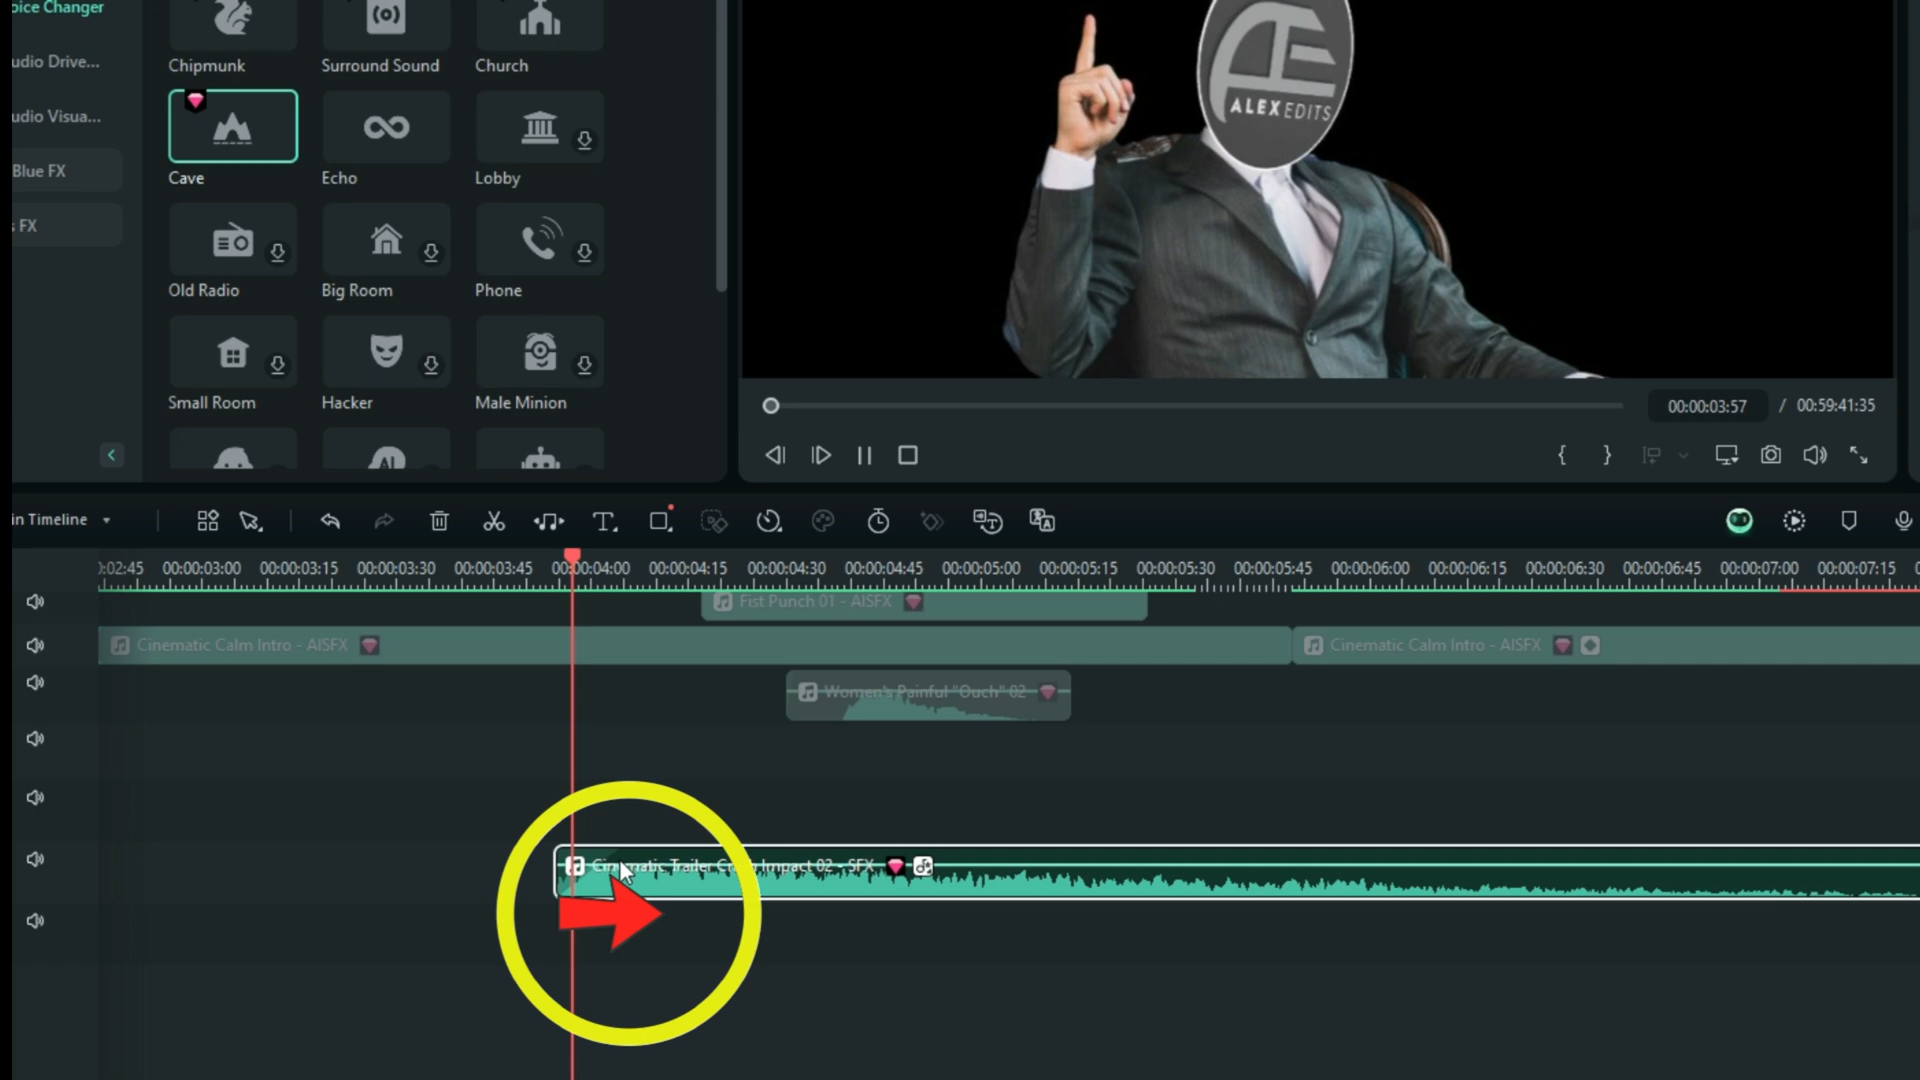 oice Changer
udio Drive...
udio Visua...
Blue FX
FX
Chipmunk
Surround Sound
Church
Cave
Echo
Lobby
Old Radio
Big Room
Phone
Small Room
Hacker
Male Minion
AI
ALEX EDITS
00:00:03:57 / 00:59:41:35
in Timeline
0:02:45 00:00:03:00 00:00:03:15 00:00:03:30 00:00:03:45 00:00:04:00 00:00:04:15 00:00:04:30 00:00:04:45 00:00:05:00 00:00:05:15 00:00:05:30 00:00:05:45 00:00:06:00 00:00:06:15 00:00:06:30 00:00:06:45 00:00:07:00 00:00:07:15
Fist Punch 01 - AISFX
Cinematic Calm Intro - AISFX
Cinematic Calm Intro - AISFX
Women's Painful "Ouch" 02
Cinematic Trailer Crash Impact 02 - SFX